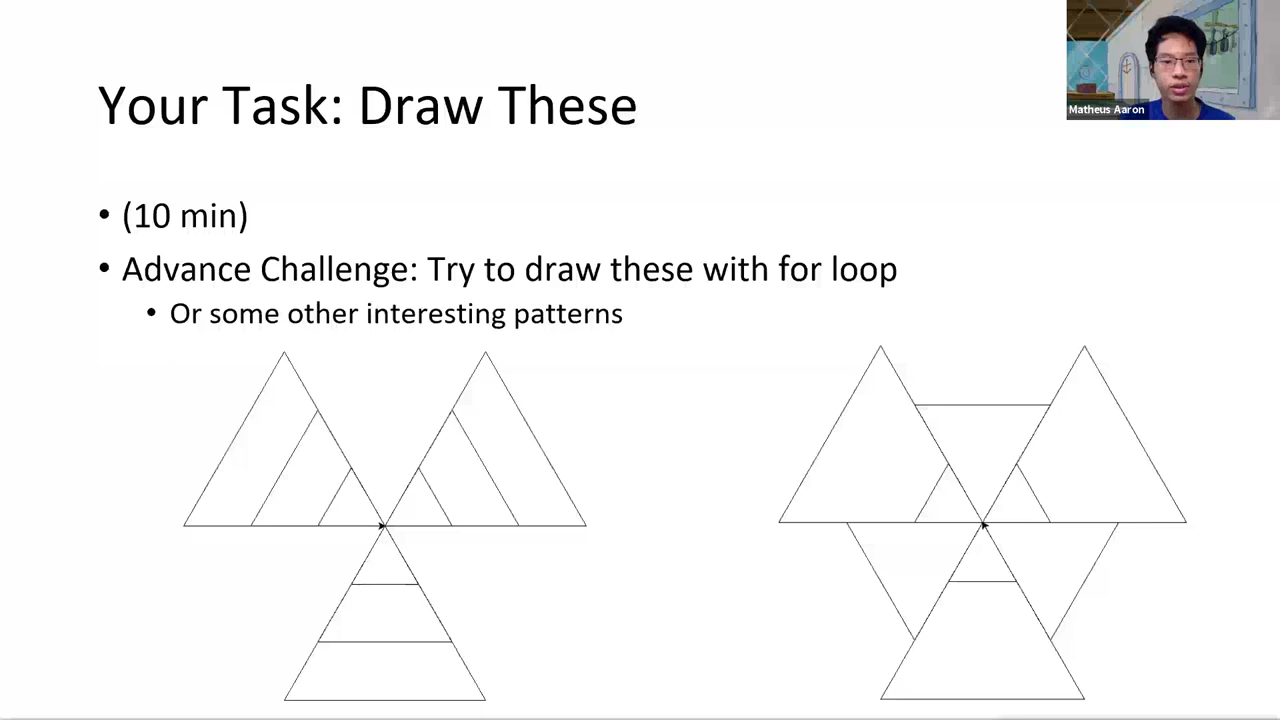 Your Task: Draw These
• (10 min)
• Advance Challenge: Try to draw these with for loop
• Or some other interesting patterns
Matheus Aaron